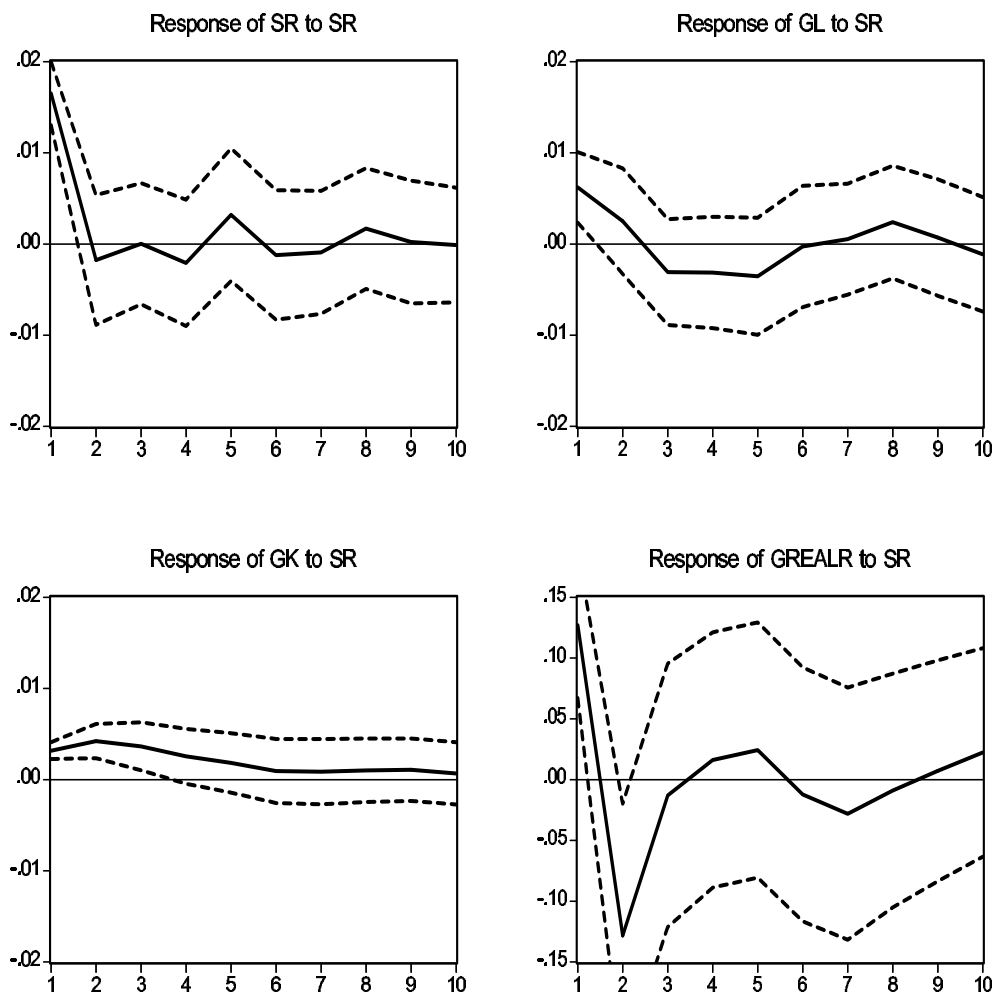 Response of SR to SR
.02
.01
.00
-.01
-.02
1 2 3 4 5 6 7 8 9 10
Response of GL to SR
.02
.01
.00
-.01
-.02
1 2 3 4 5 6 7 8 9 10
Response of GK to SR
.02
.01
.00
-.01
-.02
1 2 3 4 5 6 7 8 9 10
Response of GREALR to SR
.15
.10
.05
.00
-.05
-.10
-.15
1 2 3 4 5 6 7 8 9 10